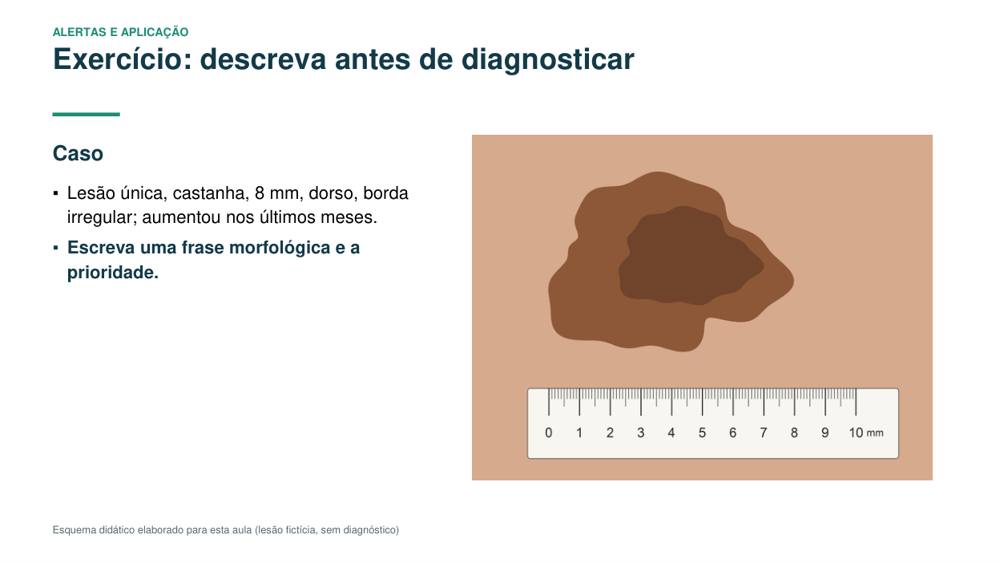 ALERTAS E APLICAÇÃO
Exercício: descreva antes de diagnosticar
Caso
▪ Lesão única, castanha, 8 mm, dorso, borda
irregular; aumentou nos últimos meses.
▪ Escreva uma frase morfológica e a
prioridade.
0 1 2 3 4 5 6 7 8 9 10 mm
Esquema didático elaborado para esta aula (lesão fictícia, sem diagnóstico)